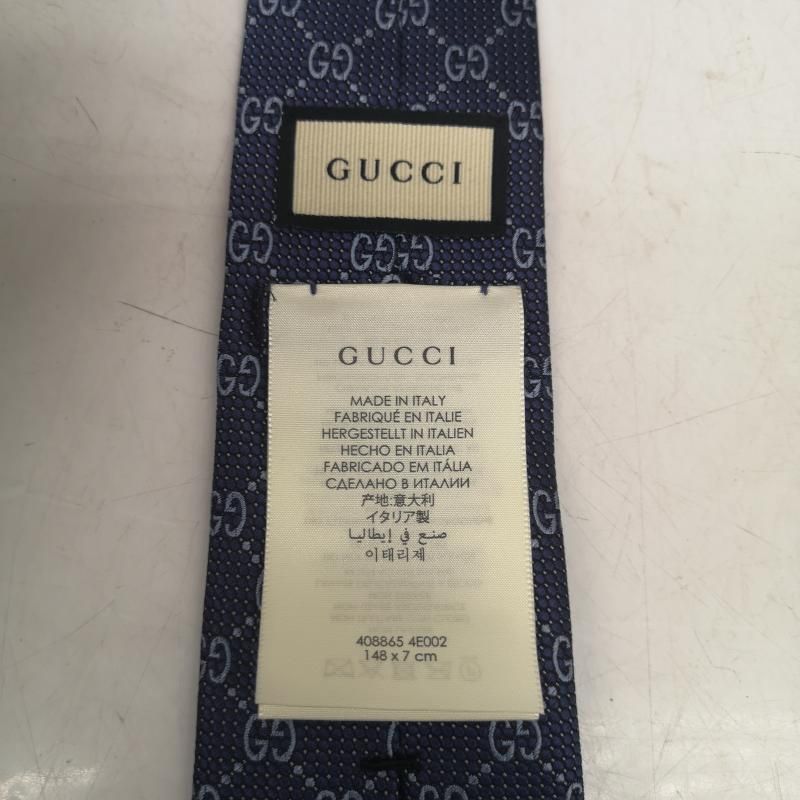 GUCCI
GUCCI
MADE IN ITALY
FABRIQUÉ EN ITALIE
HERGESTELLT IN ITALIEN
HECHO EN ITALIA
FABRICADO EM ITÁLIA
СДЕЛАНО В ИТАЛИИ
产地:意大利
イタリア製
صنع في إيطاليا
이태리제
408865 4E002
148 x 7 cm